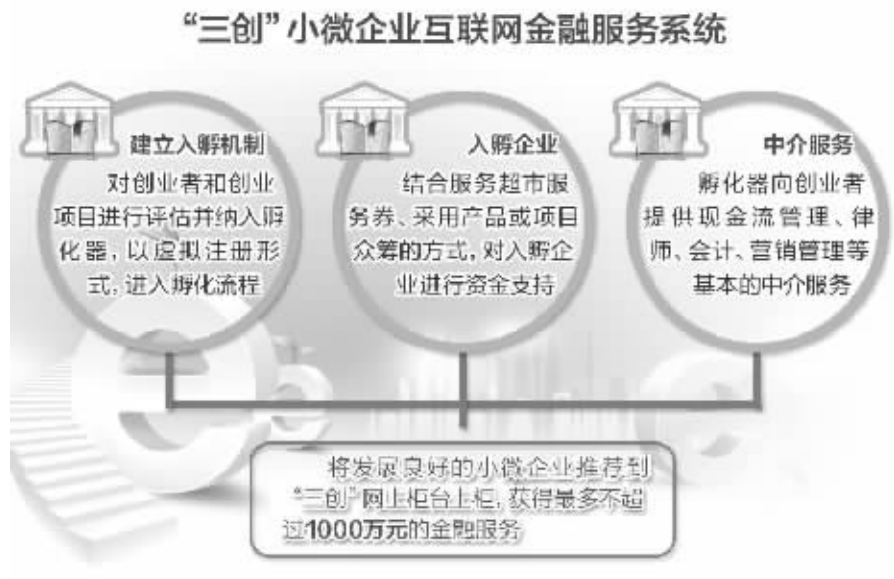 “三创”小微企业互联网金融服务系统
建立入孵机制
对创业者和创业
项目进行评估并纳入孵
化器，以虚拟注册形
式，进入孵化流程
入孵企业
结合服务超市服
务券、采用产品或项目
众筹的方式，对入孵企
业进行资金支持
中介服务
孵化器向创业者
提供现金流管理、律
师、会计、营销管理等
基本的中介服务
将发展良好的小微企业推荐到
“三创”网上柜台上柜，获得最多不超
过1000万元的金融服务